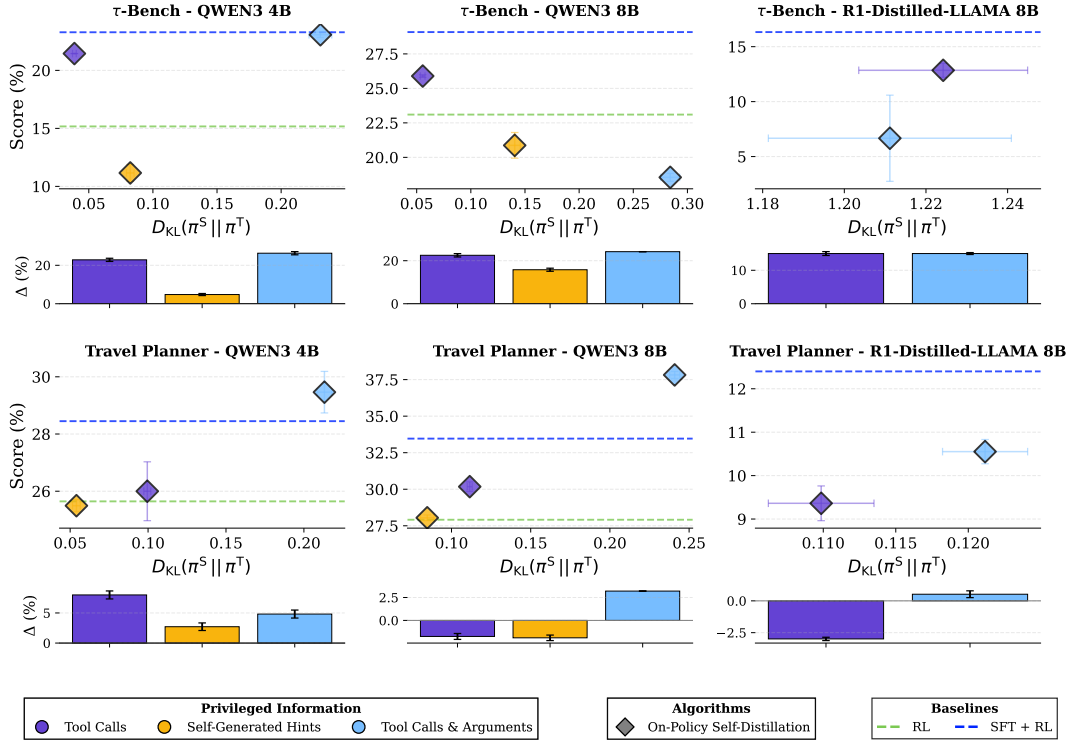 τ-Bench - QWEN3 4B
τ-Bench - QWEN3 8B
τ-Bench - R1-Distilled-LLAMA 8B
Score (%)
20
15
10
0.05
0.10
0.15
0.20
D_KL(π^S || π^T)
27.5
25.0
22.5
20.0
0.05
0.10
0.15
0.20
0.25
0.30
D_KL(π^S || π^T)
15
10
5
1.18
1.20
1.22
1.24
D_KL(π^S || π^T)
Δ (%)
20
0
20
0
10
0
Travel Planner - QWEN3 4B
Travel Planner - QWEN3 8B
Travel Planner - R1-Distilled-LLAMA 8B
Score (%)
30
28
26
0.05
0.10
0.15
0.20
D_KL(π^S || π^T)
37.5
35.0
32.5
30.0
27.5
0.10
0.15
0.20
0.25
D_KL(π^S || π^T)
12
11
10
9
0.110
0.115
0.120
D_KL(π^S || π^T)
Δ (%)
5
0
2.5
0.0
0.0
−2.5
Privileged Information
Tool Calls
Self-Generated Hints
Tool Calls & Arguments
Algorithms
On-Policy Self-Distillation
Baselines
RL
SFT + RL